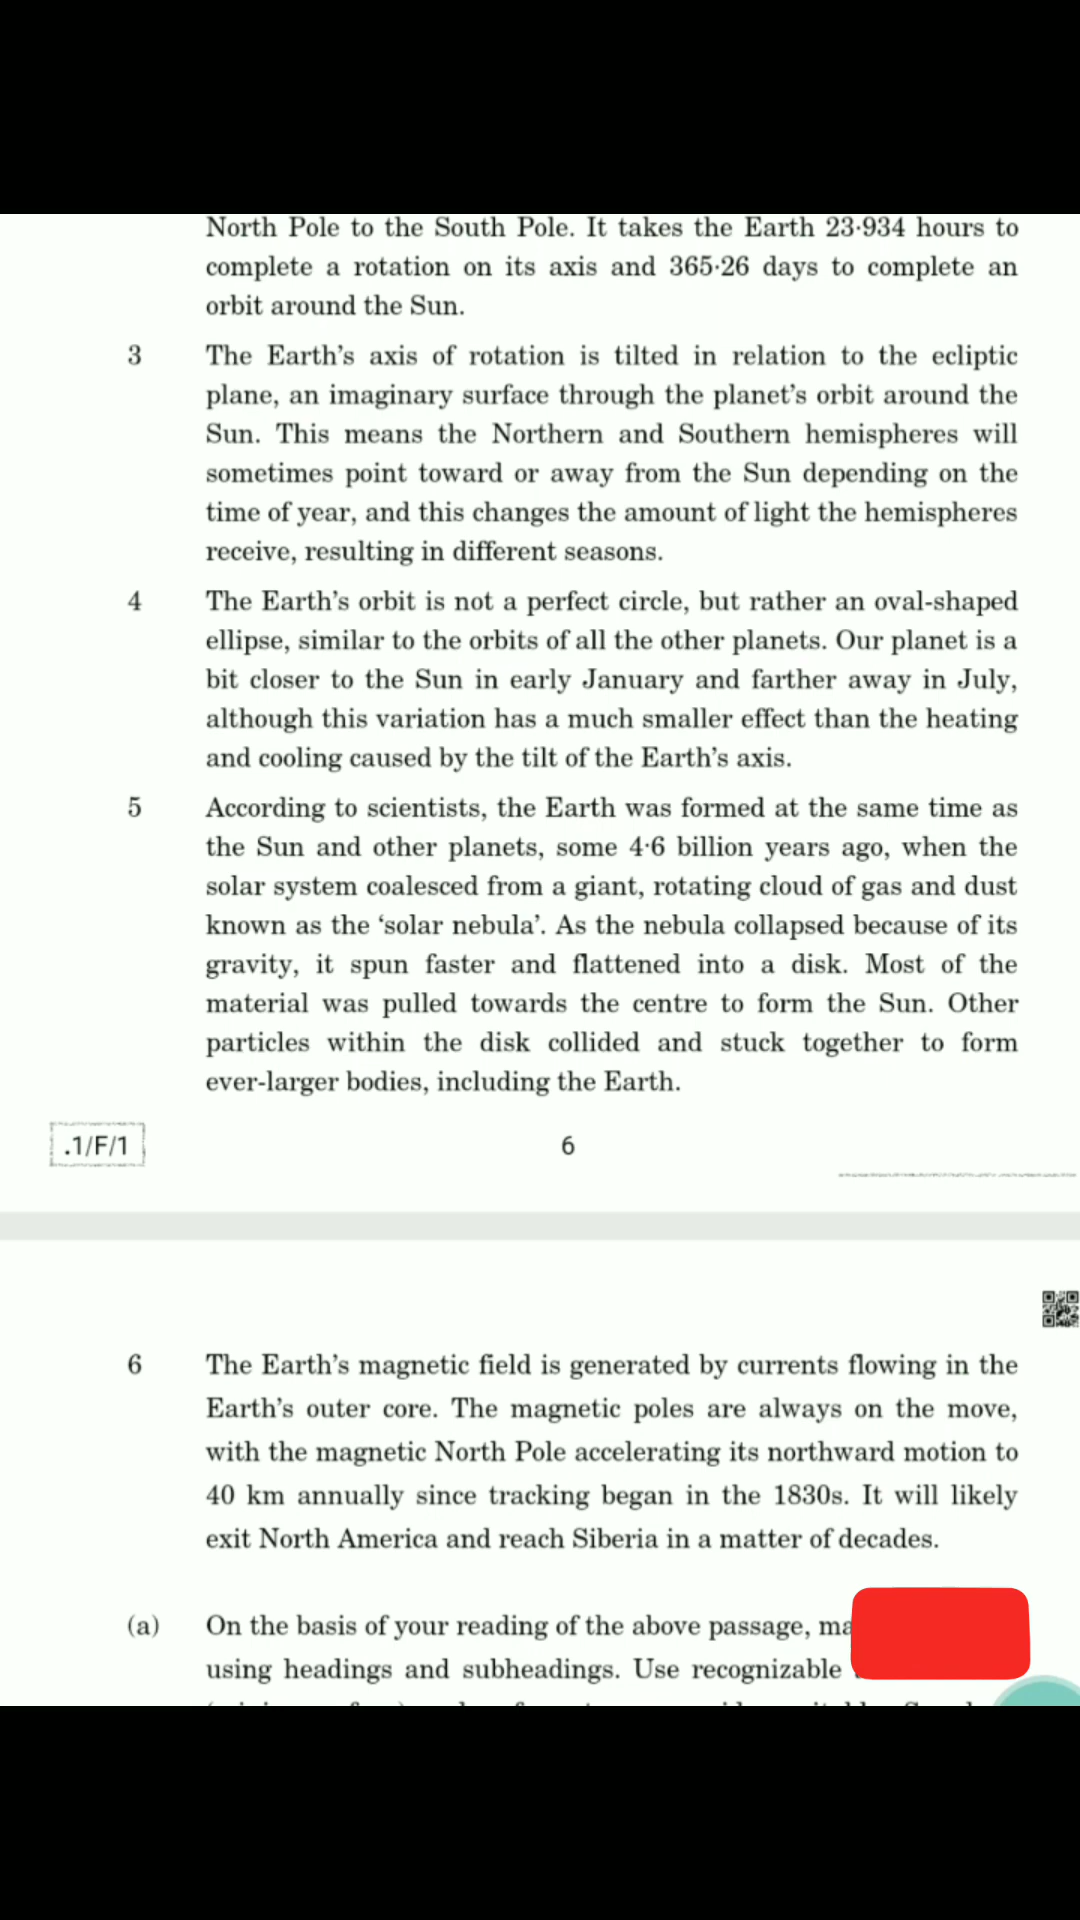 North Pole to the South Pole. It takes the Earth 23·934 hours to
complete a rotation on its axis and 365·26 days to complete an
orbit around the Sun.
3 The Earth's axis of rotation is tilted in relation to the ecliptic
plane, an imaginary surface through the planet's orbit around the
Sun. This means the Northern and Southern hemispheres will
sometimes point toward or away from the Sun depending on the
time of year, and this changes the amount of light the hemispheres
receive, resulting in different seasons.
4 The Earth's orbit is not a perfect circle, but rather an oval-shaped
ellipse, similar to the orbits of all the other planets. Our planet is a
bit closer to the Sun in early January and farther away in July,
although this variation has a much smaller effect than the heating
and cooling caused by the tilt of the Earth's axis.
5 According to scientists, the Earth was formed at the same time as
the Sun and other planets, some 4·6 billion years ago, when the
solar system coalesced from a giant, rotating cloud of gas and dust
known as the ‘solar nebula’. As the nebula collapsed because of its
gravity, it spun faster and flattened into a disk. Most of the
material was pulled towards the centre to form the Sun. Other
particles within the disk collided and stuck together to form
ever-larger bodies, including the Earth.
.1/F/1 6
6 The Earth's magnetic field is generated by currents flowing in the
Earth's outer core. The magnetic poles are always on the move,
with the magnetic North Pole accelerating its northward motion to
40 km annually since tracking began in the 1830s. It will likely
exit North America and reach Siberia in a matter of decades.
(a) On the basis of your reading of the above passage, ma
using headings and subheadings. Use recognizable